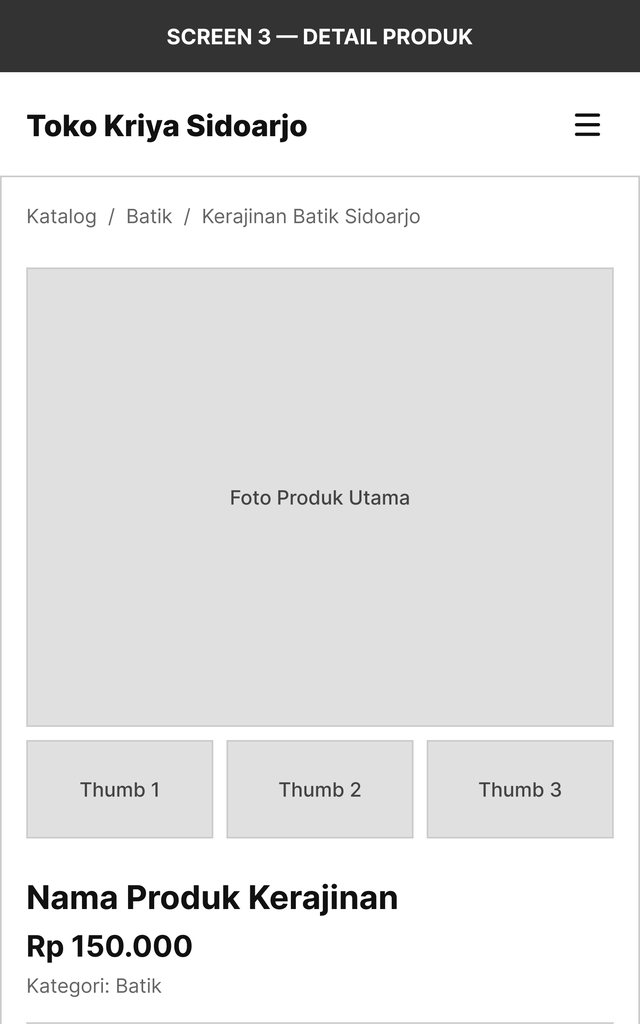 SCREEN 3 — DETAIL PRODUK
Toko Kriya Sidoarjo
Katalog / Batik / Kerajinan Batik Sidoarjo
Foto Produk Utama
Thumb 1
Thumb 2
Thumb 3
Nama Produk Kerajinan
Rp 150.000
Kategori: Batik